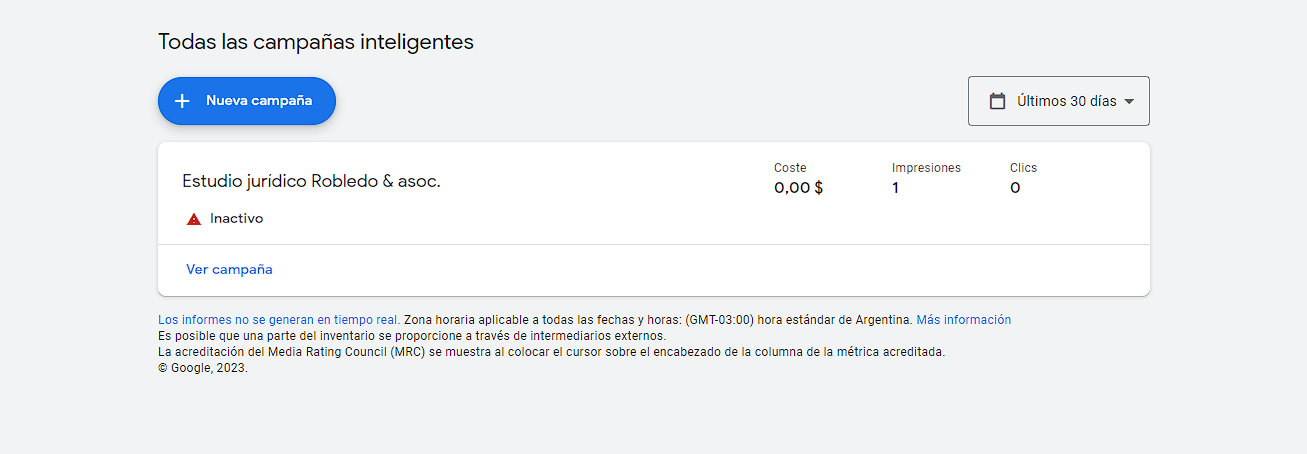 Todas las campañas inteligentes
Nueva campaña
Últimos 30 días
Estudio jurídico Robledo & asoc.
Coste
0,00 $
Impresiones
1
Clics
0
Inactivo
Ver campaña
Los informes no se generan en tiempo real. Zona horaria aplicable a todas las fechas y horas: (GMT-03:00) hora estándar de Argentina. Más información
Es posible que una parte del inventario se proporcione a través de intermediarios externos.
La acreditación del Media Rating Council (MRC) se muestra al colocar el cursor sobre el encabezado de la columna de la métrica acreditada.
© Google, 2023.